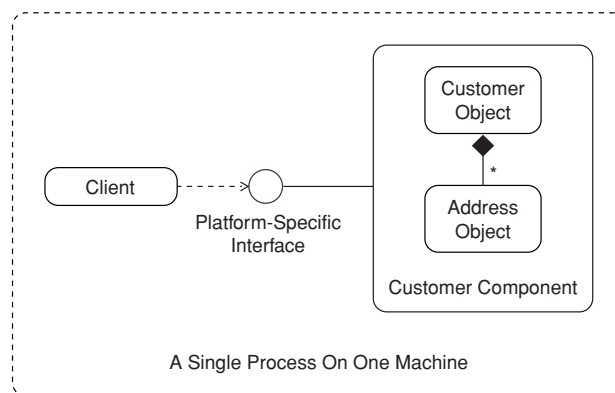 Customer
Object
Client
*
Platform-Specific
Interface
Address
Object
Customer Component
A Single Process On One Machine